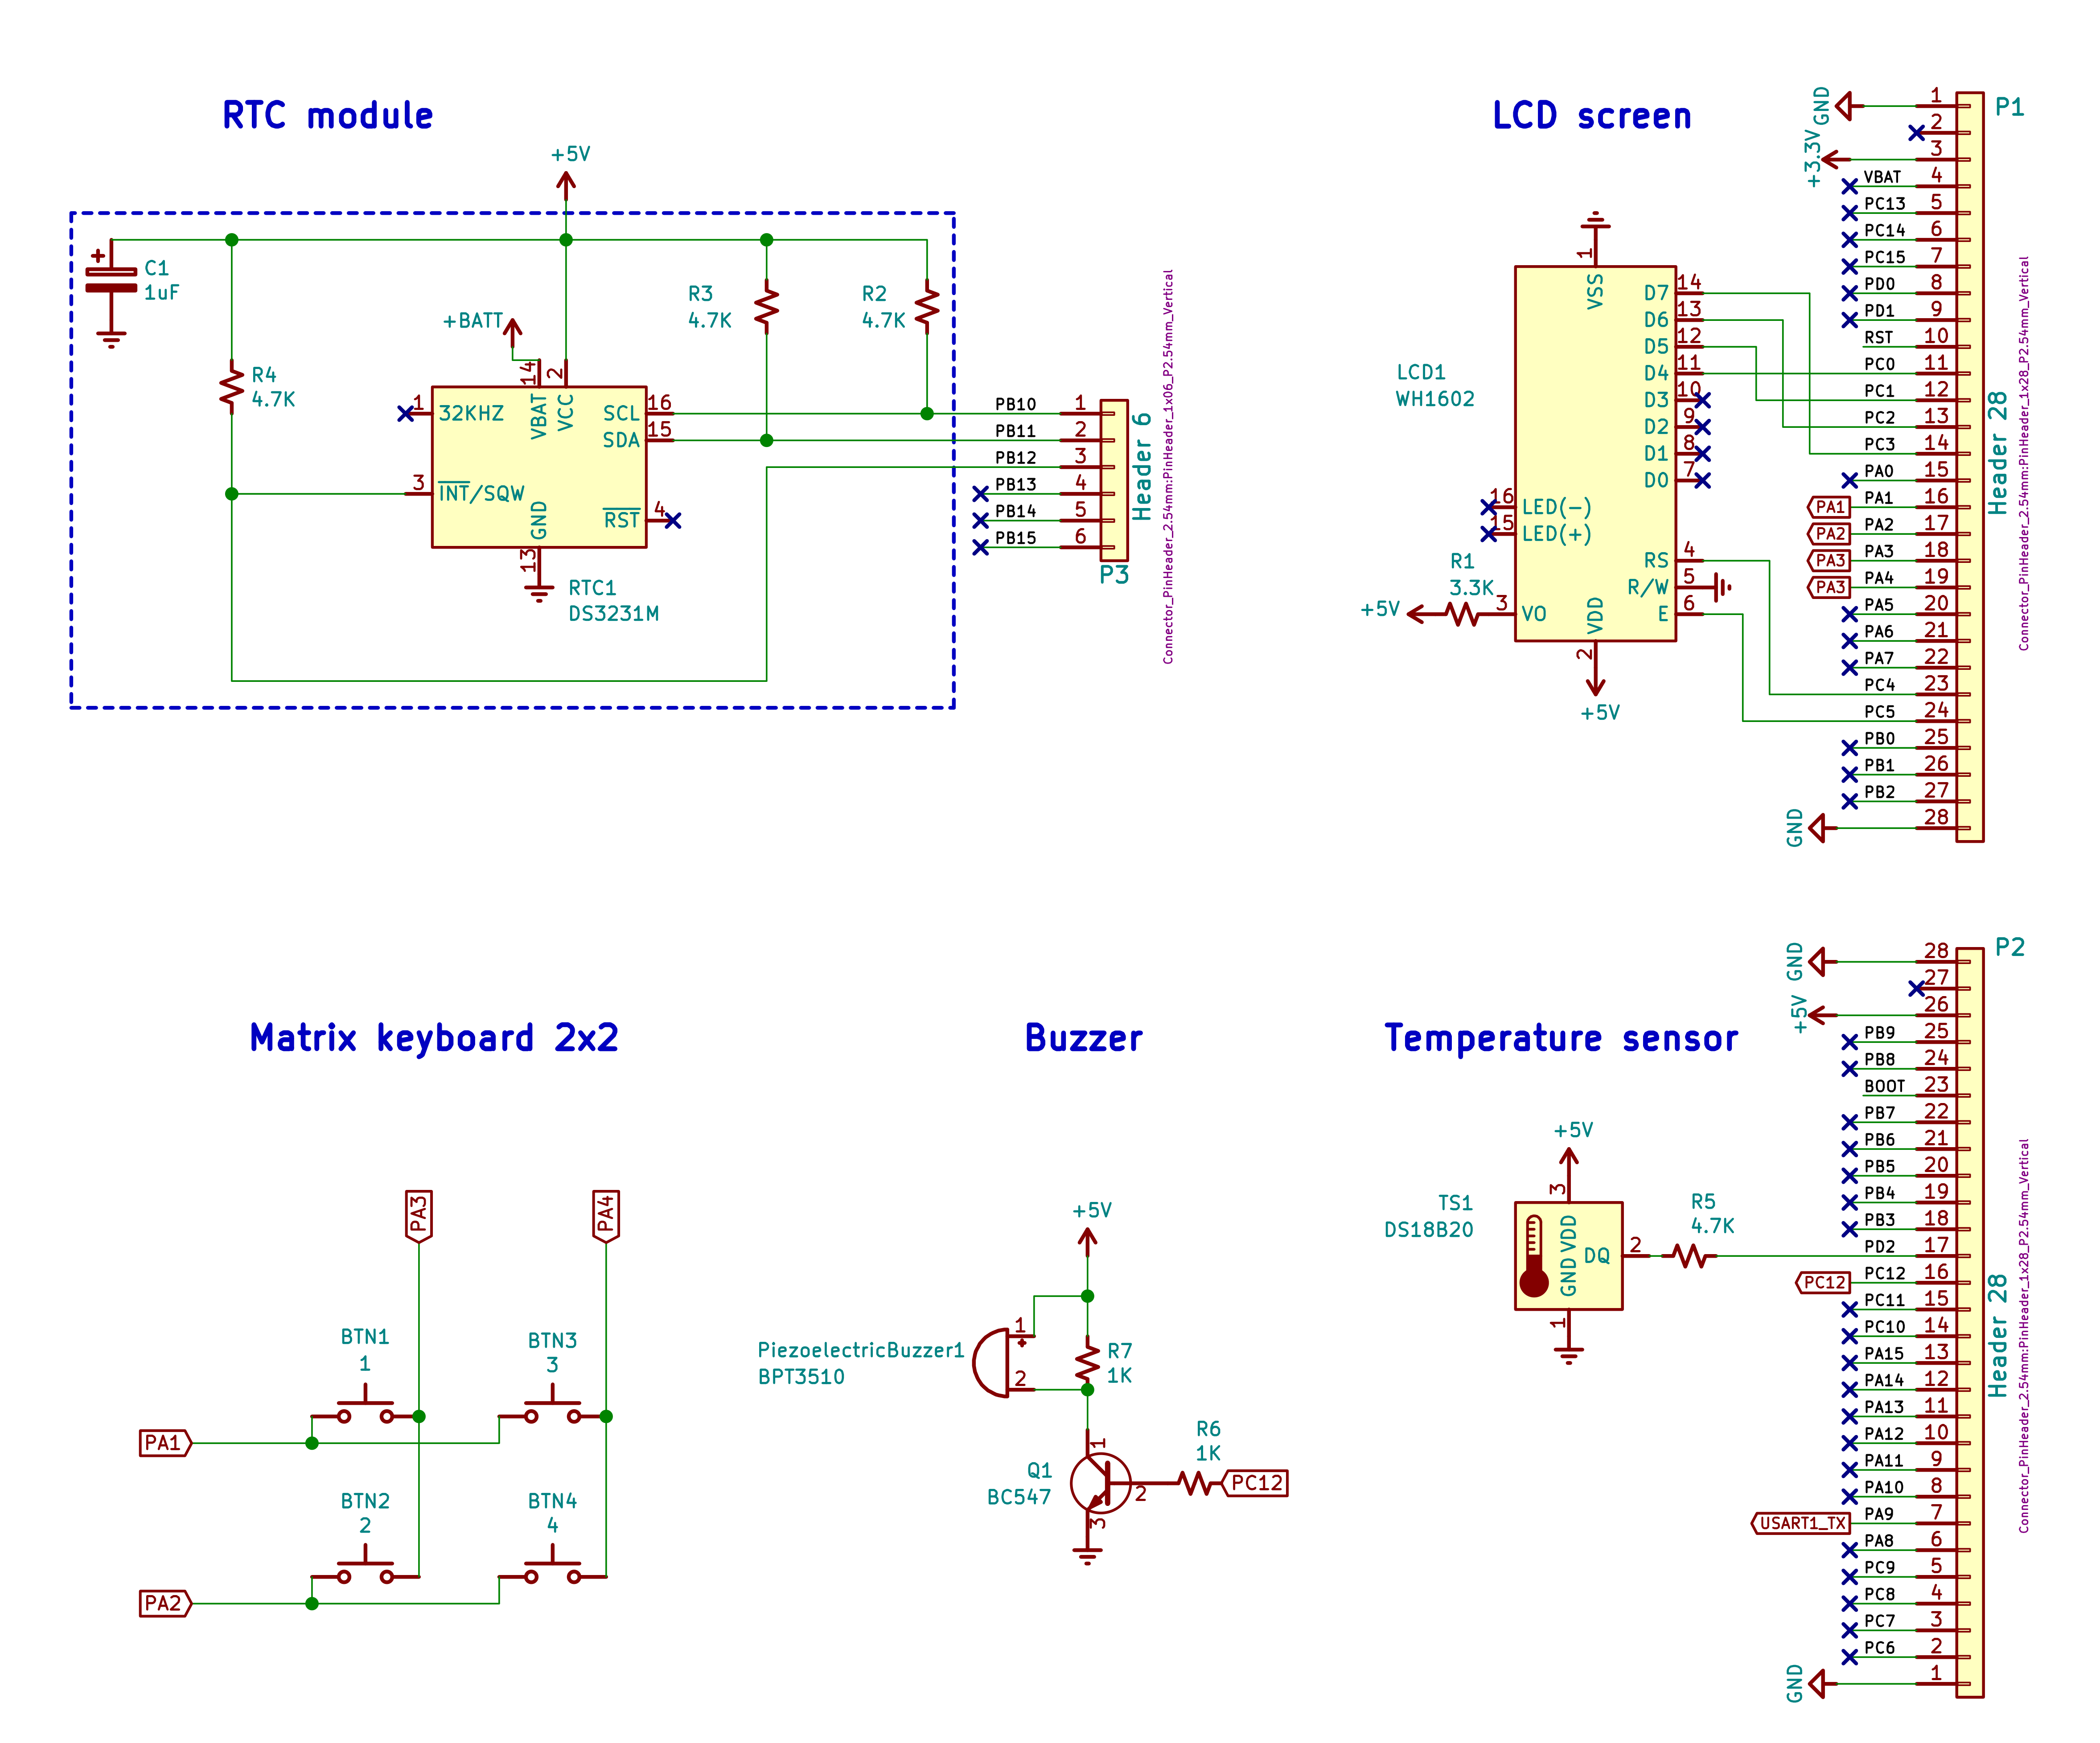 RTC module
+5V
C1
1uF
+BATT
R3
4.7K
R2
4.7K
R4
4.7K
14
2
1
32KHZ
VBAT
VCC
SCL
16
SDA
15
3
INT/SQW
GND
RST
4
13
RTC1
DS3231M
PB10
1
PB11
2
PB12
3
PB13
4
PB14
5
PB15
6
Header 6
P3
Connector_PinHeader_2.54mm:PinHeader_1x06_P2.54mm_Vertical
LCD screen
1
VSS
D7
14
D6
13
D5
12
D4
11
D3
10
D2
9
D1
8
D0
7
LCD1
WH1602
16
LED(-)
15
LED(+)
R1
3.3K
+5V
3
VO
RS
4
R/W
5
E
6
VDD
2
+5V
P1
GND
1
2
+3.3V
3
VBAT
4
PC13
5
PC14
6
PC15
7
PD0
8
PD1
9
RST
10
PC0
11
PC1
12
PC2
13
PC3
14
PA0
15
PA1
PA1
16
PA2
PA2
17
PA3
PA3
18
PA3
PA4
19
PA5
20
PA6
21
PA7
22
PC4
23
PC5
24
PB0
25
PB1
26
PB2
27
GND
28
Header 28
Connector_PinHeader_2.54mm:PinHeader_1x28_P2.54mm_Vertical
Matrix keyboard 2x2
PA3
PA4
BTN1
1
BTN3
3
PA1
BTN2
2
BTN4
4
PA2
Buzzer
+5V
PiezoelectricBuzzer1
BPT3510
1
2
R7
1K
R6
1K
Q1
BC547
1
2
3
PC12
Temperature sensor
+5V
TS1
DS18B20
3
VDD
GND
DQ
2
1
R5
4.7K
P2
GND
28
27
+5V
26
PB9
25
PB8
24
BOOT
23
PB7
22
PB6
21
PB5
20
PB4
19
PB3
18
PD2
17
PC12
PC12
16
PC11
15
PC10
14
PA15
13
PA14
12
PA13
11
PA12
10
PA11
9
PA10
8
USART1_TX
PA9
7
PA8
6
PC9
5
PC8
4
PC7
3
PC6
2
GND
1
Header 28
Connector_PinHeader_2.54mm:PinHeader_1x28_P2.54mm_Vertical